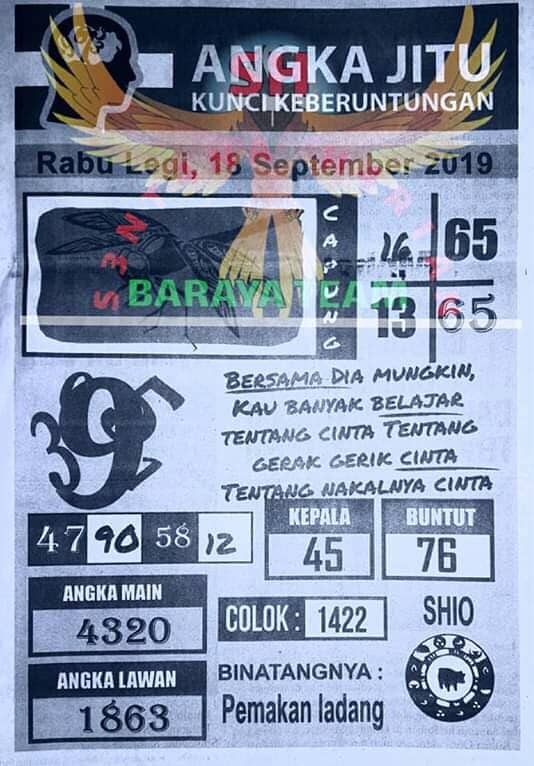 ANGKA JITU
KUNCI KEBERUNTUNGAN
Rabu Legi, 18 September 2019
CAPUNG
16 65
13 65
BARAYA TEAM
BERSAMA DIA MUNGKIN,
KAU BANYAK BELAJAR
TENTANG CINTA TENTANG
GERAK GERIK CINTA
TENTANG NAKALNYA CINTA
47 90 58 12
KEPALA BUNTUT
45 76
ANGKA MAIN
4320
COLOK : 1422
SHIO
ANGKA LAWAN
1863
BINATANGNYA :
Pemakan ladang